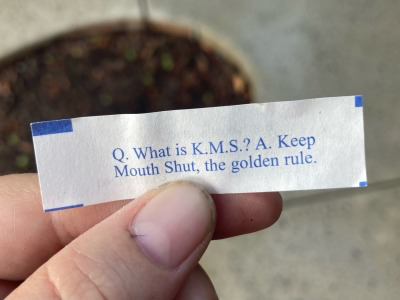 Q. What is K.M.S.? A. Keep
Mouth Shut, the golden rule.